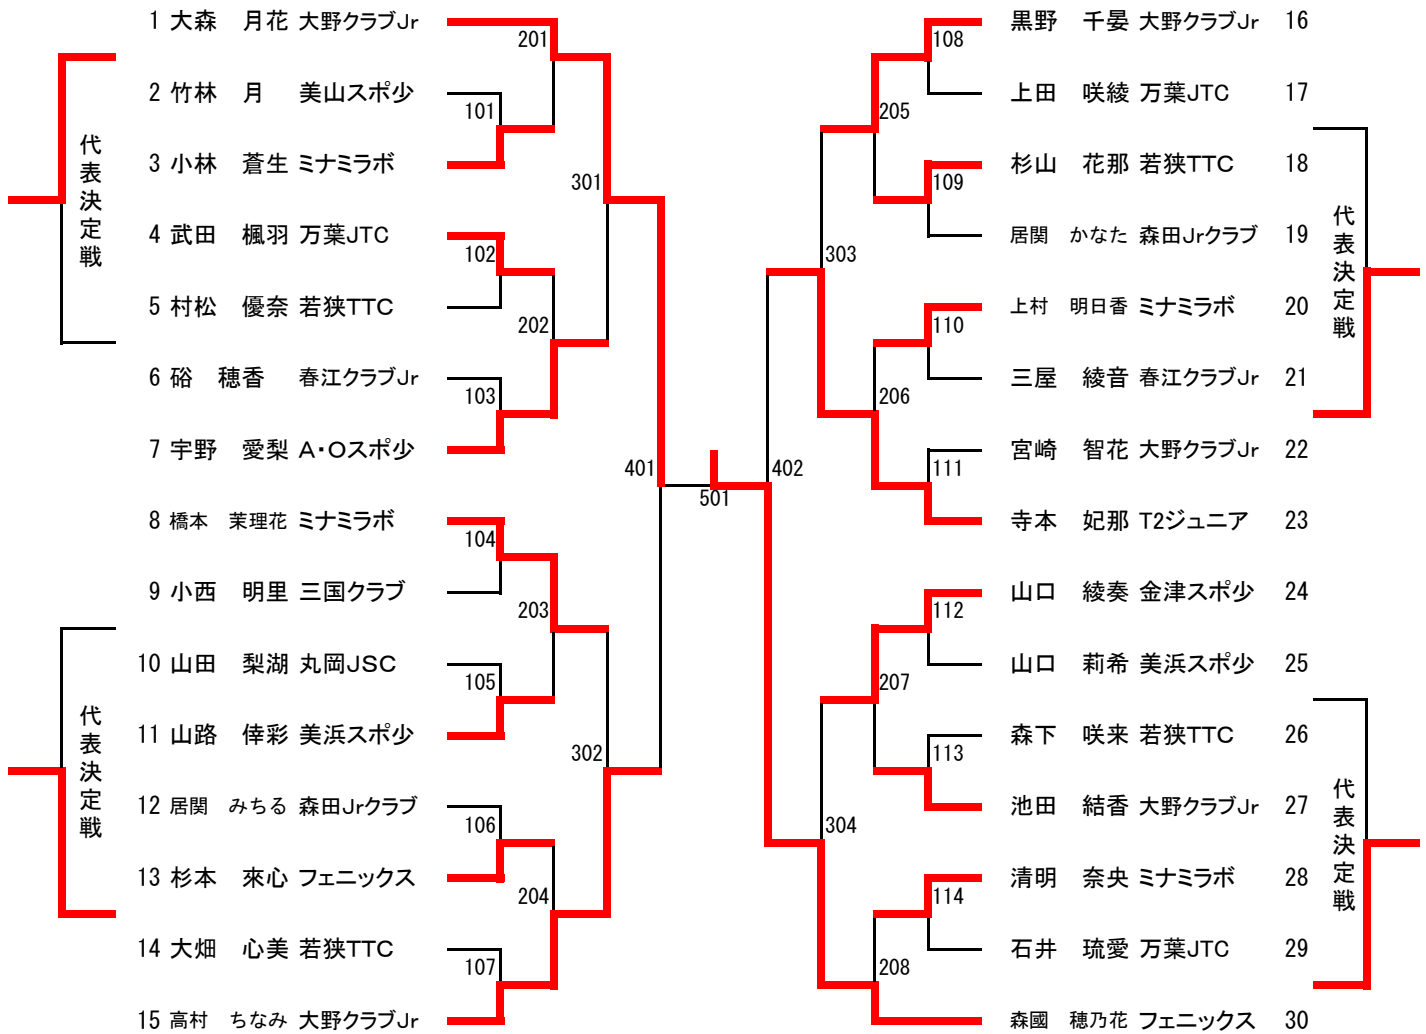 1 大森　月花 大野クラブJr
2 竹林　月 美山スポ少
3 小林　蒼生 ミナミラボ
4 武田　楓羽 万葉JTC
5 村松　優奈 若狭TTC
6 硲　穂香 春江クラブJr
7 宇野　愛梨 A・Oスポ少
8 橋本　茉理花 ミナミラボ
9 小西　明里 三国クラブ
10 山田　梨湖 丸岡JSC
11 山路　倖彩 美浜スポ少
12 居関　みちる 森田Jrクラブ
13 杉本　來心 フェニックス
14 大畑　心美 若狭TTC
15 高村　ちなみ 大野クラブJr
代表決定戦
代表決定戦
101
102
103
104
105
106
107
201
202
203
204
301
302
401
501
402
303
304
205
206
207
208
108
109
110
111
112
113
114
黒野　千晏 大野クラブJr 16
上田　咲綾 万葉JTC 17
杉山　花那 若狭TTC 18
居関　かなた 森田Jrクラブ 19
上村　明日香 ミナミラボ 20
三屋　綾音 春江クラブJr 21
宮崎　智花 大野クラブJr 22
寺本　妃那 T2ジュニア 23
山口　綾奏 金津スポ少 24
山口　莉希 美浜スポ少 25
森下　咲来 若狭TTC 26
池田　結香 大野クラブJr 27
清明　奈央 ミナミラボ 28
石井　琉愛 万葉JTC 29
森國　穂乃花 フェニックス 30
代表決定戦
代表決定戦